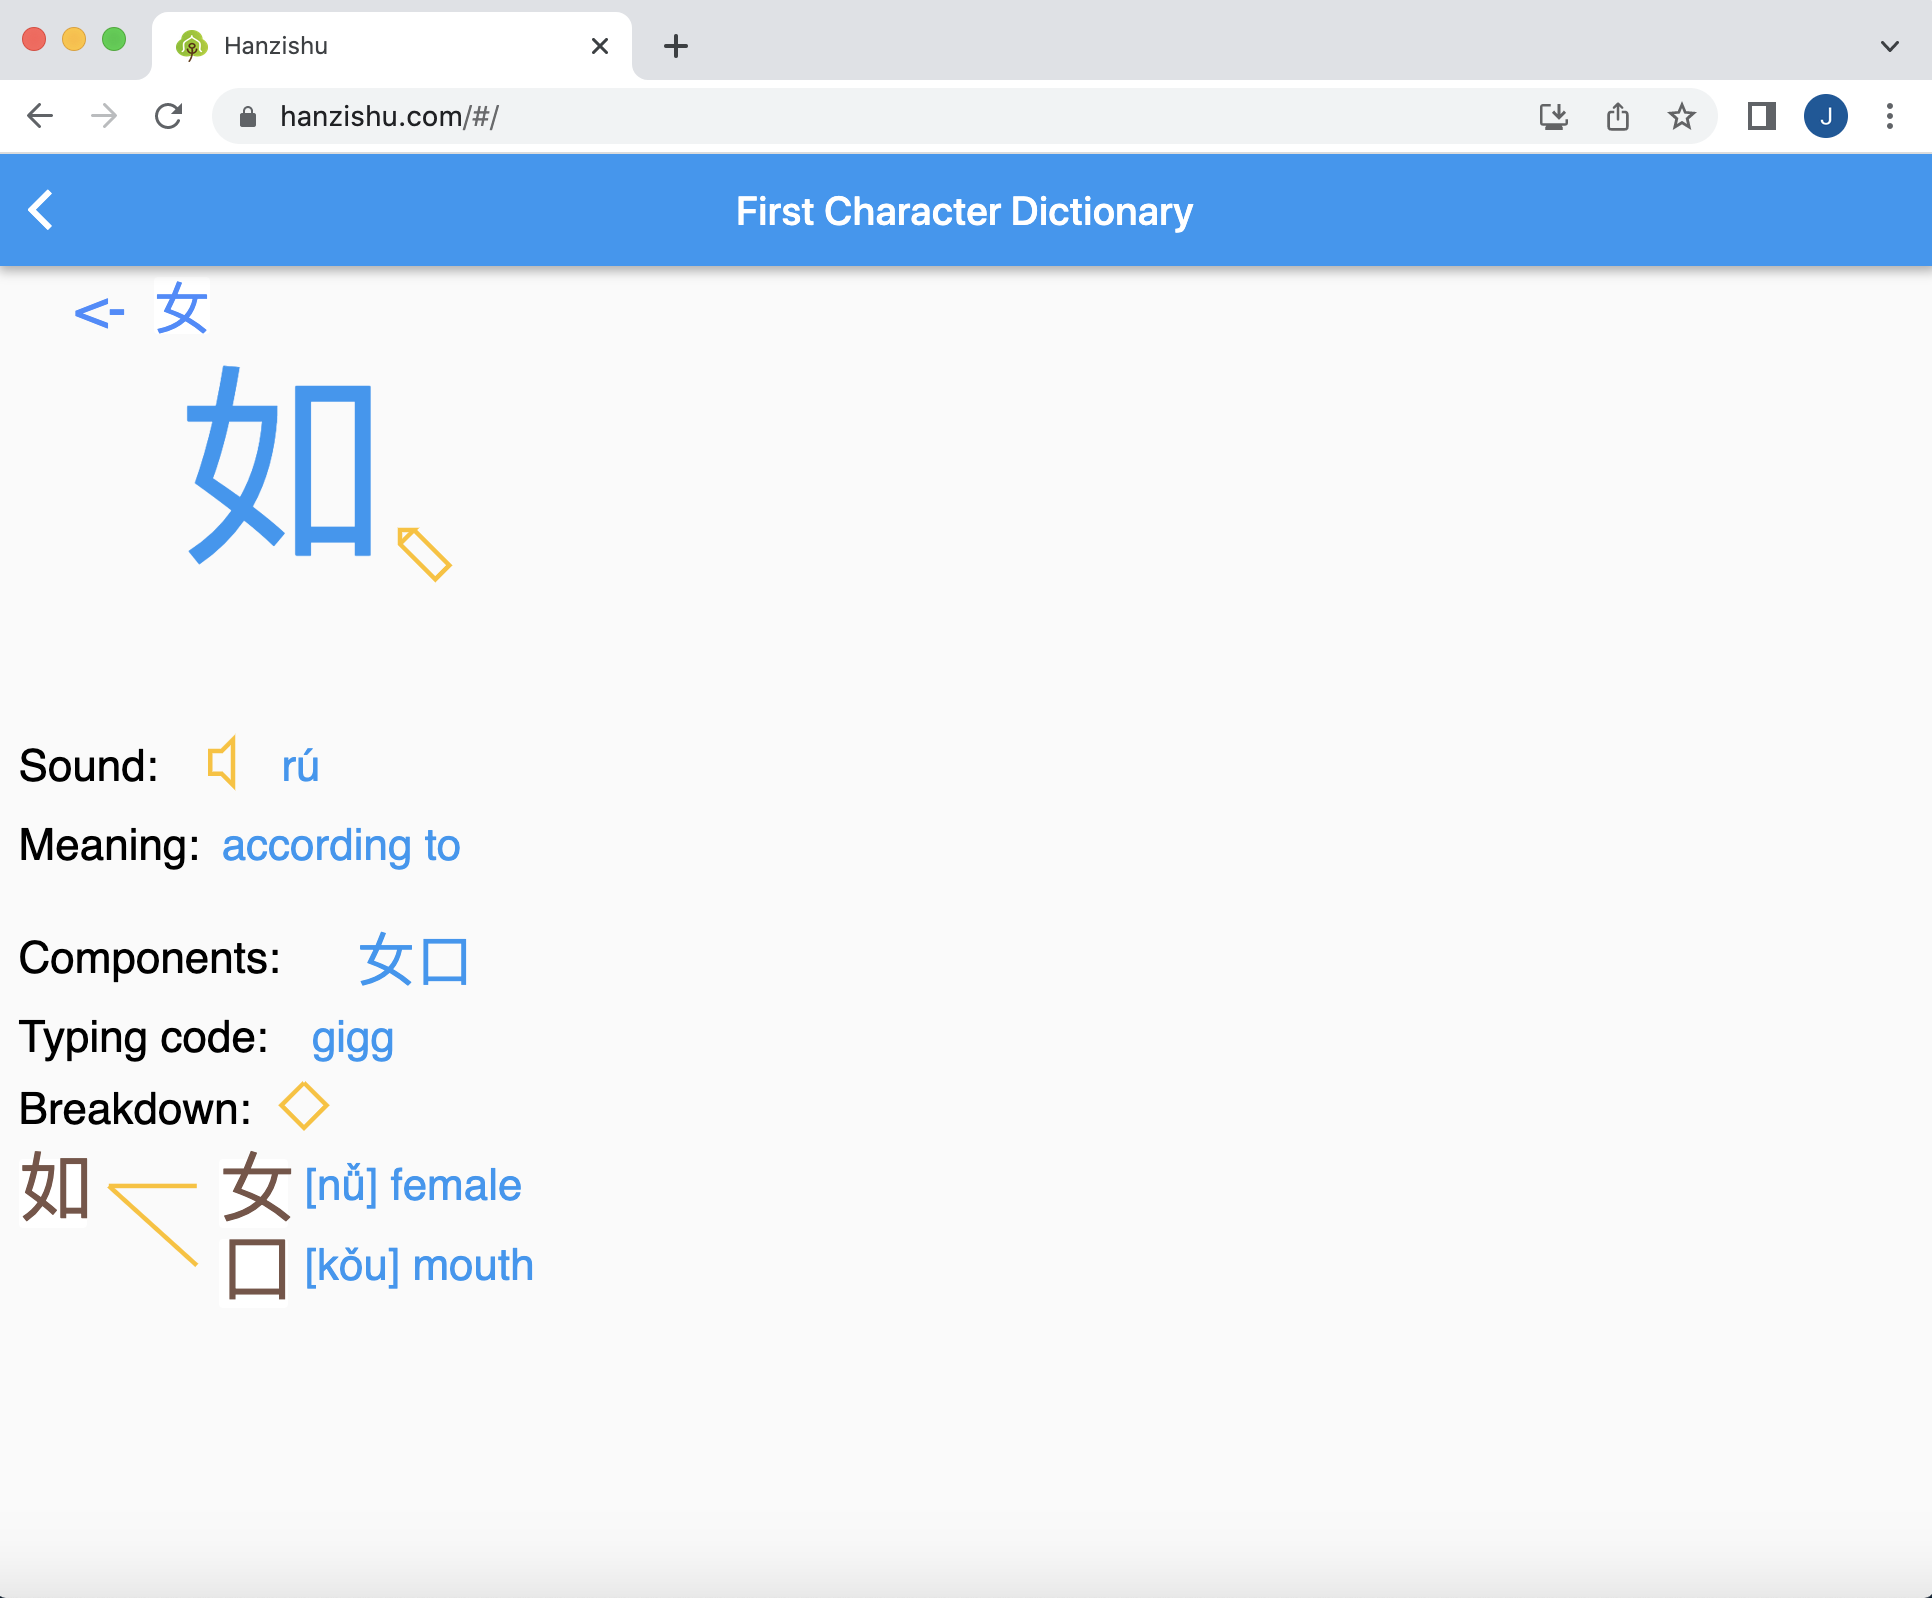 Hanzishu
hanzishu.com/#/
J
First Character Dictionary
<- 女
如
Sound: rú
Meaning: according to
Components: 女口
Typing code: gigg
Breakdown:
如 女 [nǚ] female
口 [kǒu] mouth